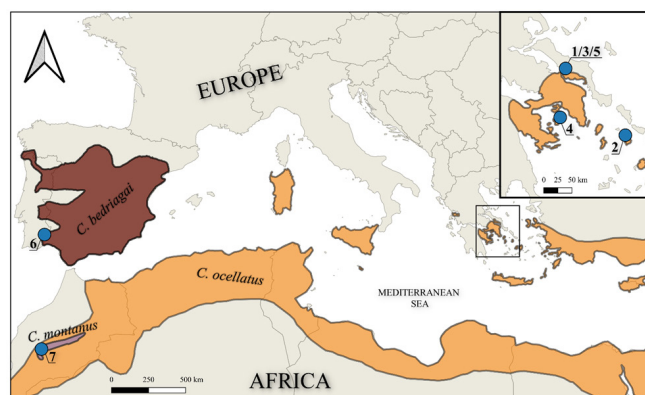 1/3/5
EUROPE
4
2
0 25 50 km
C. bedriagai
6
C. ocellatus
MEDITERRANEAN
SEA
C. montanus
7
0 250 500 km
AFRICA